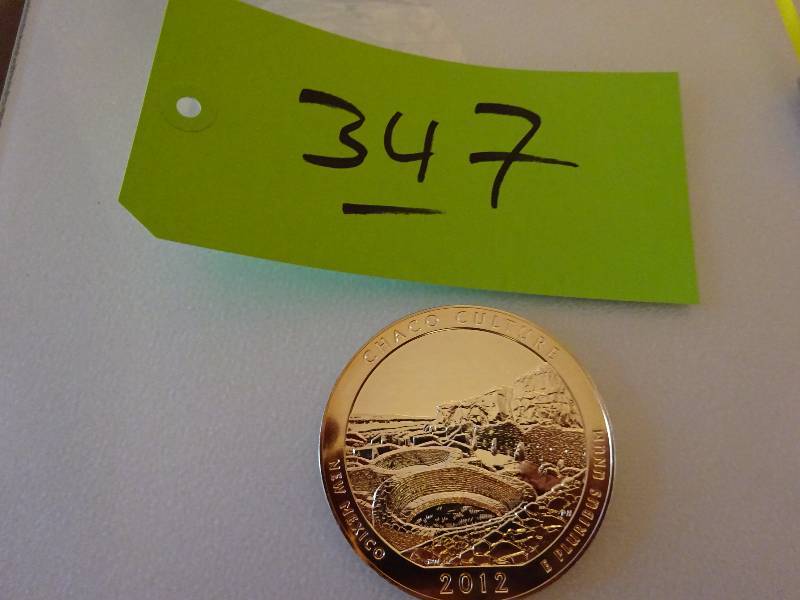 347
CHACO CULTURE
NEW MEXICO
2012
E PLURIBUS UNUM